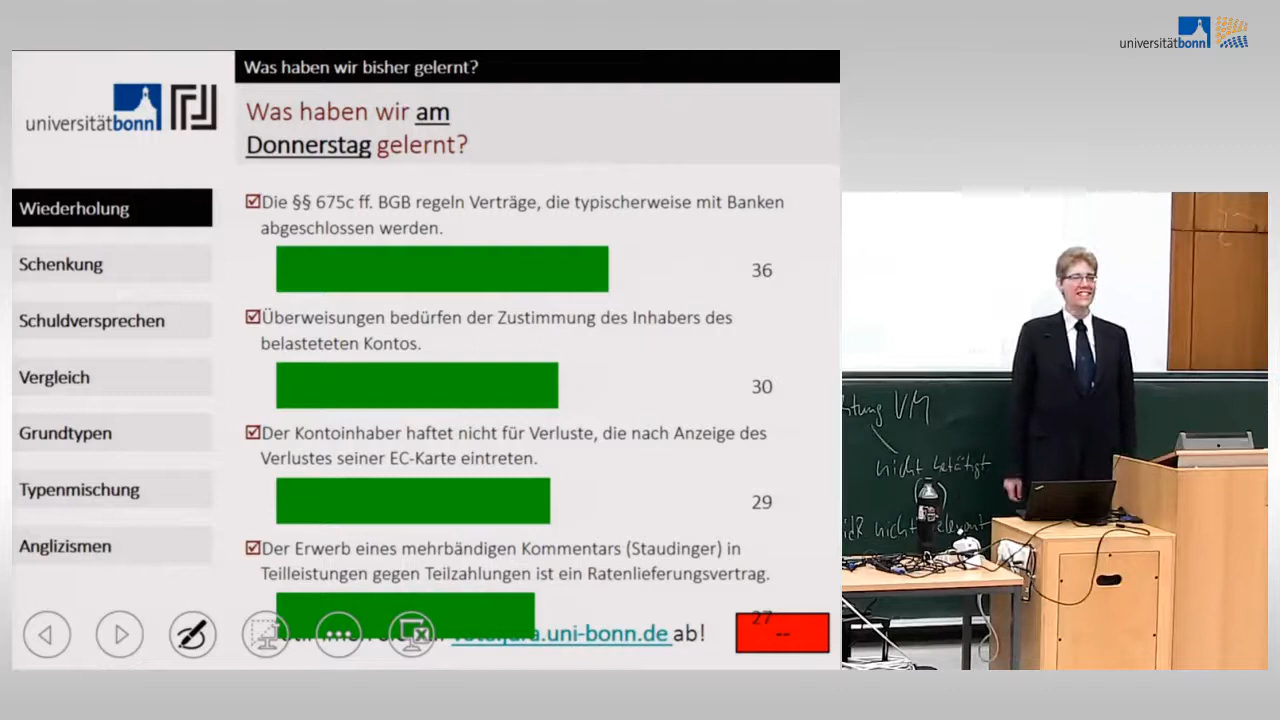 universitätbonn
Was haben wir bisher gelernt?
universitätbonn
Was haben wir am
Donnerstag gelernt?
Wiederholung
Schenkung
Schuldversprechen
Vergleich
Grundtypen
Typenmischung
Anglizismen
Die §§ 675c ff. BGB regeln Verträge, die typischerweise mit Banken
abgeschlossen werden.
36
Überweisungen bedürfen der Zustimmung des Inhabers des
belasteteten Kontos.
30
Der Kontoinhaber haftet nicht für Verluste, die nach Anzeige des
Verlustes seiner EC-Karte eintreten.
29
Der Erwerb eines mehrbändigen Kommentars (Staudinger) in
Teilleistungen gegen Teilzahlungen ist ein Ratenlieferungsvertrag.
27
.uni-bonn.de ab!
--
VM
nicht betätigt
nicht relevant